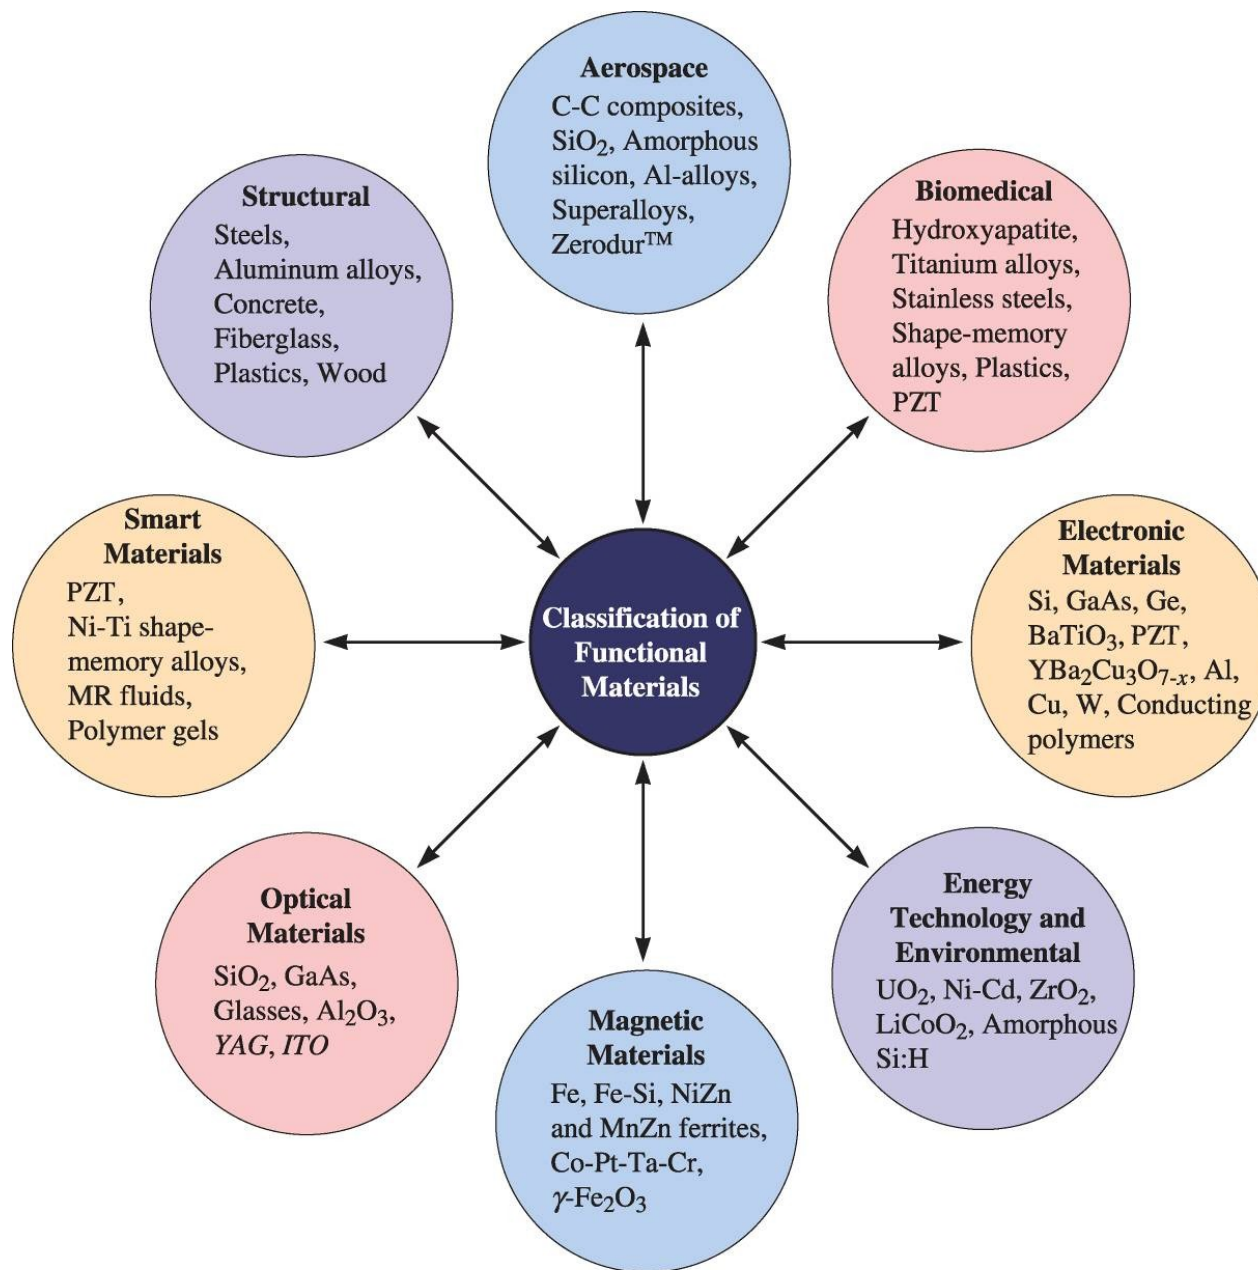 Aerospace
C-C composites,
SiO₂, Amorphous
silicon, Al-alloys,
Superalloys,
Zerodur™
Biomedical
Hydroxyapatite,
Titanium alloys,
Stainless steels,
Shape-memory
alloys, Plastics,
PZT
Structural
Steels,
Aluminum alloys,
Concrete,
Fiberglass,
Plastics, Wood
Smart
Materials
PZT,
Ni-Ti shape-
memory alloys,
MR fluids,
Polymer gels
Classification of
Functional
Materials
Electronic
Materials
Si, GaAs, Ge,
BaTiO₃, PZT,
YBa₂Cu₃O₇₋ₓ, Al,
Cu, W, Conducting
polymers
Optical
Materials
SiO₂, GaAs,
Glasses, Al₂O₃,
YAG, ITO
Magnetic
Materials
Fe, Fe-Si, NiZn
and MnZn ferrites,
Co-Pt-Ta-Cr,
γ-Fe₂O₃
Energy
Technology and
Environmental
UO₂, Ni-Cd, ZrO₂,
LiCoO₂, Amorphous
Si:H